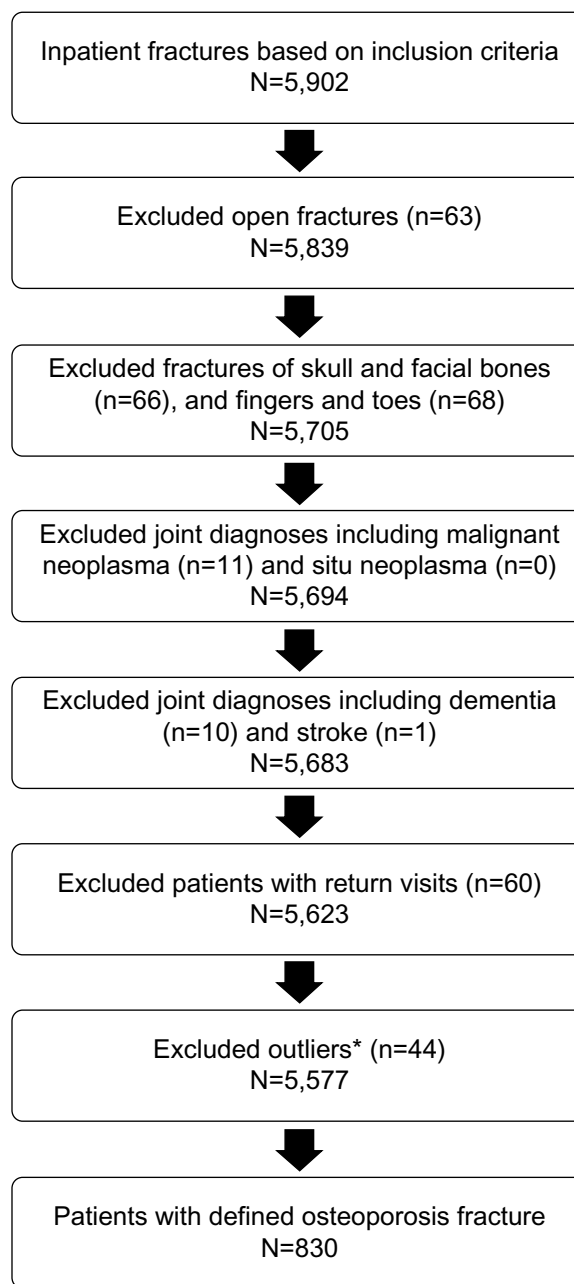 Inpatient fractures based on inclusion criteria
N=5,902
Excluded open fractures (n=63)
N=5,839
Excluded fractures of skull and facial bones
(n=66), and fingers and toes (n=68)
N=5,705
Excluded joint diagnoses including malignant
neoplasma (n=11) and situ neoplasma (n=0)
N=5,694
Excluded joint diagnoses including dementia
(n=10) and stroke (n=1)
N=5,683
Excluded patients with return visits (n=60)
N=5,623
Excluded outliers* (n=44)
N=5,577
Patients with defined osteoporosis fracture
N=830